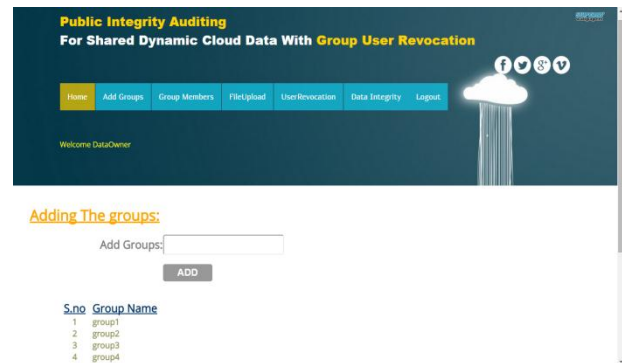 Public Integrity Auditing
For Shared Dynamic Cloud Data With Group User Revocation
Home Add Groups Group Members FileUpload UserRevocation Data Integrity Logout
Welcome DataOwner
Adding The groups:
Add Groups:
ADD
S.no Group Name
1 group1
2 group2
3 group3
4 group4